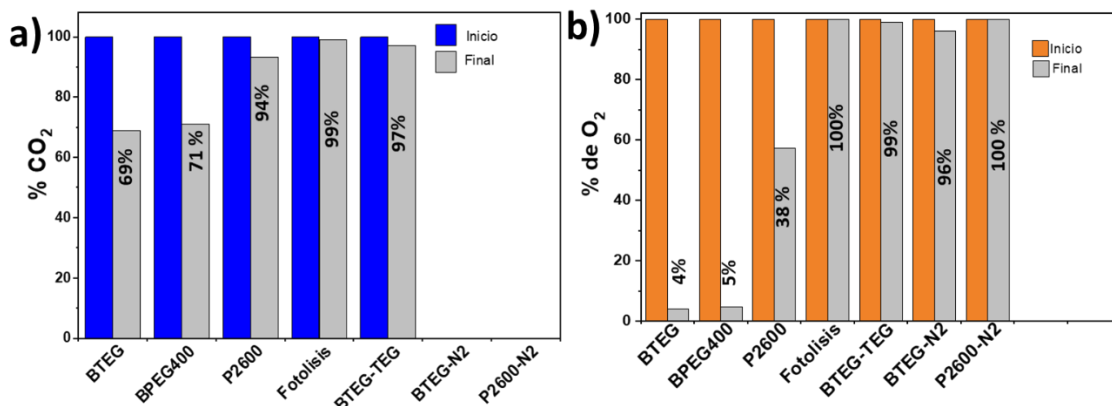 a)
% CO2
100
80
60
40
20
0
Inicio
Final
69%
71 %
94%
99%
97%
BTEG
BPEG400
P2600
Fotolisis
BTEG-TEG
BTEG-N2
P2600-N2
b)
% de O2
100
80
60
40
20
0
Inicio
Final
4%
5%
38 %
100%
99%
96%
100 %
BTEG
BPEG400
P2600
Fotolisis
BTEG-TEG
BTEG-N2
P2600-N2